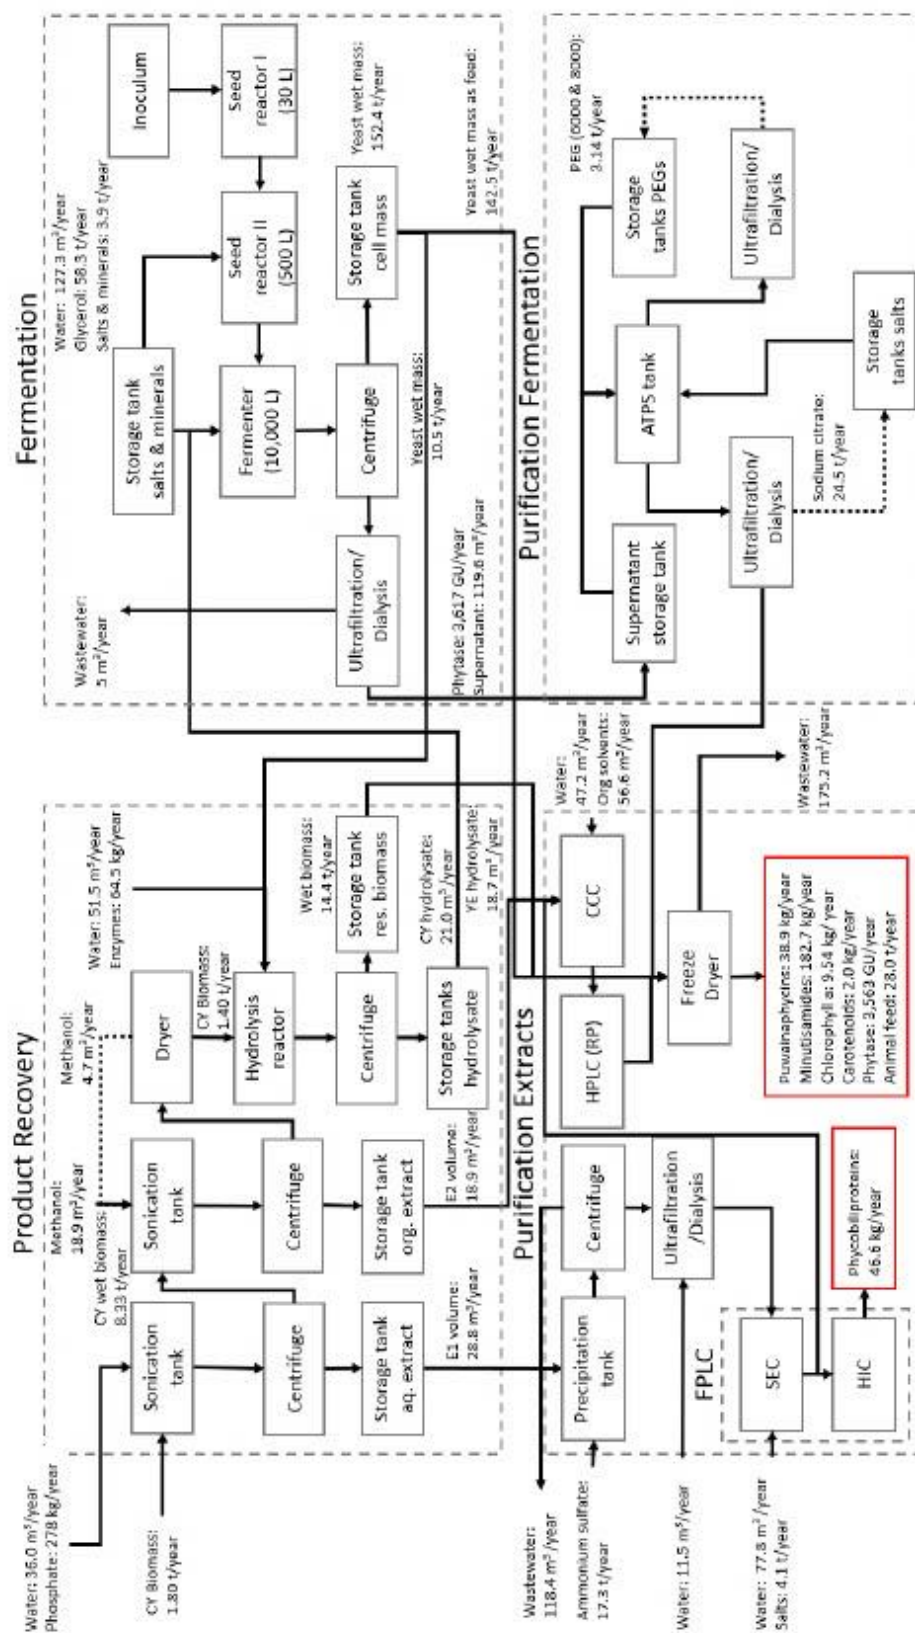 Product Recovery
Water: 36.0 m³/year
Phosphate: 278 kg/year
CY Biomass:
1.80 t/year
Sonication
tank
Centrifuge
Storage tank
aq. extract
E1 volume:
28.8 m³/year
CY wet biomass:
8.33 t/year
Methanol:
18.9 m³/year
Sonication
tank
Centrifuge
Storage tank
org. extract
E2 volume:
18.9 m³/year
Methanol:
4.7 m³/year
Dryer
CY Biomass:
1.40 t/year
Water: 51.5 m³/year
Enzymes: 64.5 kg/year
Hydrolysis
reactor
Centrifuge
Storage tanks
hydrolysate
Wet biomass:
14.4 t/year
Storage tank
res. biomass
CY hydrolysate:
21.0 m³/year
YE hydrolysate:
18.7 m³/year
Fermentation
Water: 127.3 m³/year
Glycerol: 58.3 t/year
Salts & minerals: 3.9 t/year
Inoculum
Seed
reactor I
(30 L)
Seed
reactor II
(500 L)
Storage tank
salts & minerals
Fermenter
(10,000 L)
Centrifuge
Storage tank
cell mass
Yeast wet mass:
152.4 t/year
Yeast wet mass as feed:
142.5 t/year
Yeast wet mass:
10.5 t/year
Wastewater:
5 m³/year
Ultrafiltration/
Dialysis
Phytase: 3,617 GU/year
Supernatant: 119.6 m³/year
Purification Extracts
Wastewater:
118.4 m³/year
Ammonium sulfate:
17.3 t/year
Precipitation
tank
Centrifuge
Water: 11.5 m³/year
Ultrafiltration
/Dialysis
Water: 77.8 m³/year
Salts: 4.1 t/year
FPLC
SEC
HIC
Phycobiliproteins:
46.6 kg/year
Water:
47.2 m³/year
Org solvents:
56.6 m³/year
CCC
HPLC (RP)
Freeze
Dryer
Wastewater:
175.2 m³/year
Puwainaphycins: 38.9 kg/year
Minutisamides: 182.7 kg/year
Chlorophyll a: 9.54 kg/year
Carotenoids: 2.0 kg/year
Phytase: 3,563 GU/year
Animal feed: 28.0 t/year
Purification Fermentation
Supernatant
storage tank
ATPS tank
Storage
tanks PEGs
PEG (6000 & 8000):
3.14 t/year
Ultrafiltration/
Dialysis
Ultrafiltration/
Dialysis
Sodium citrate:
24.5 t/year
Storage
tanks salts